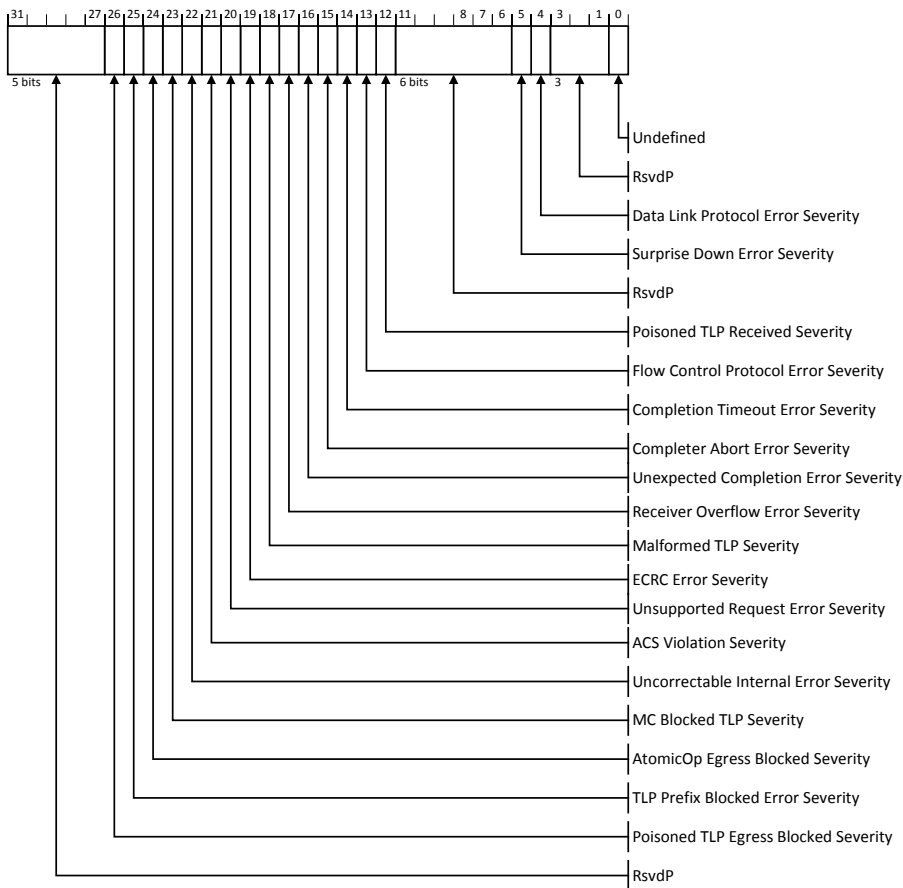 31 27 26 25 24 23 22 21 20 19 18 17 16 15 14 13 12 11 8 7 6 5 4 3 1 0
5 bits 6 bits 3
Undefined
RsvdP
Data Link Protocol Error Severity
Surprise Down Error Severity
RsvdP
Poisoned TLP Received Severity
Flow Control Protocol Error Severity
Completion Timeout Error Severity
Completer Abort Error Severity
Unexpected Completion Error Severity
Receiver Overflow Error Severity
Malformed TLP Severity
ECRC Error Severity
Unsupported Request Error Severity
ACS Violation Severity
Uncorrectable Internal Error Severity
MC Blocked TLP Severity
AtomicOp Egress Blocked Severity
TLP Prefix Blocked Error Severity
Poisoned TLP Egress Blocked Severity
RsvdP